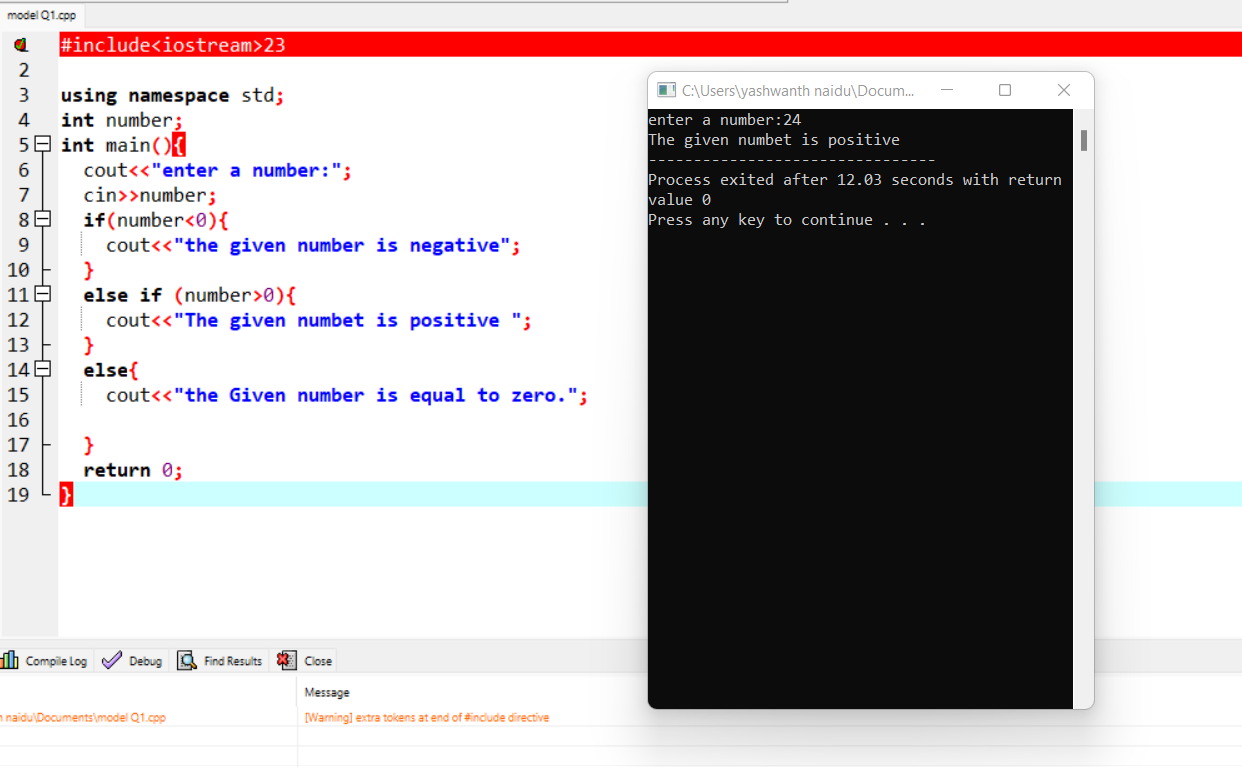 model Q1.cpp
#include<iostream>23
2
3 using namespace std;
4 int number;
5 int main(){
6 cout<<"enter a number:";
7 cin>>number;
8 if(number<0){
9 cout<<"the given number is negative";
10 }
11 else if (number>0){
12 cout<<"The given numbet is positive ";
13 }
14 else{
15 cout<<"the Given number is equal to zero.";
16
17 }
18 return 0;
19 }
C:\Users\yashwanth naidu\Docum...
enter a number:24
The given numbet is positive
--------------------------------
Process exited after 12.03 seconds with return
value 0
Press any key to continue . . .
Compile Log Debug Find Results Close
Message
naidu\Documents\model Q1.cpp [Warning] extra tokens at end of #include directive